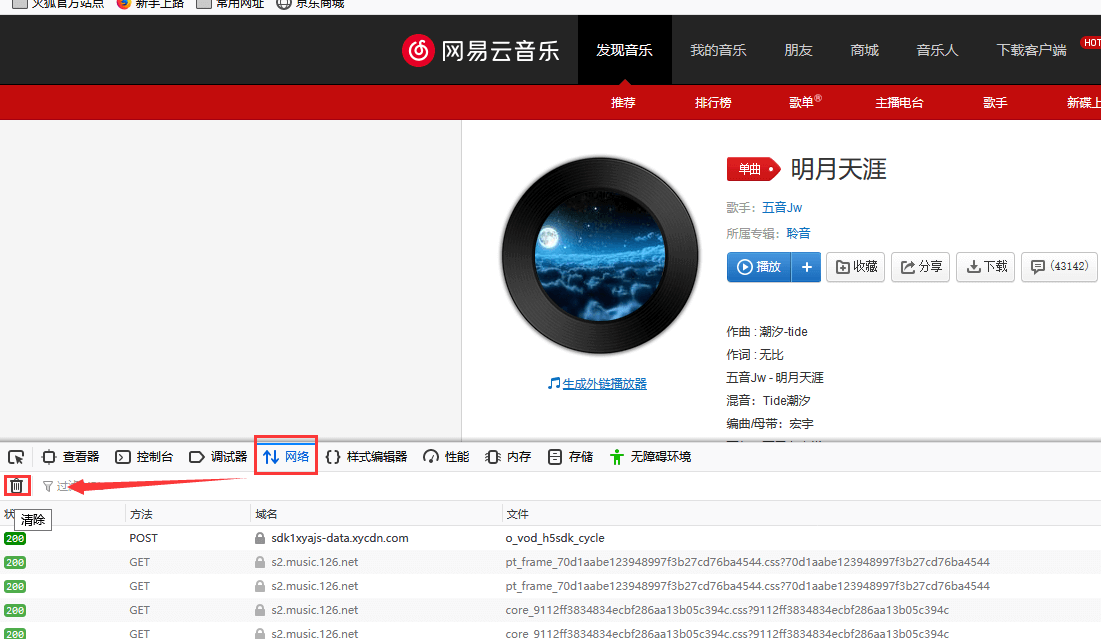 火狐官方站点 新手上路 常用网址 京东商城
网易云音乐 发现音乐 我的音乐 朋友 商城 音乐人 下载客户端 HOT
推荐 排行榜 歌单® 主播电台 歌手 新碟上
单曲 明月天涯
歌手：五音Jw
所属专辑：聆音
播放 + 收藏 分享 下载 (43142)
作曲 : 潮汐-tide
作词 : 无比
五音Jw - 明月天涯
混音：Tide潮汐
编曲/母带：宏宇
生成外链播放器
查看器 控制台 调试器 网络 {} 样式编辑器 性能 内存 存储 无障碍环境
过
状 方法 域名 文件
清除
200 POST sdk1xyajs-data.xycdn.com o_vod_h5sdk_cycle
200 GET s2.music.126.net pt_frame_70d1aabe123948997f3b27cd76ba4544.css?70d1aabe123948997f3b27cd76ba4544
200 GET s2.music.126.net pt_frame_70d1aabe123948997f3b27cd76ba4544.css?70d1aabe123948997f3b27cd76ba4544
200 GET s2.music.126.net core_9112ff3834834ecbf286aa13b05c394c.css?9112ff3834834ecbf286aa13b05c394c
200 GET s2.music.126.net core_9112ff3834834ecbf286aa13b05c394c.css?9112ff3834834ecbf286aa13b05c394c